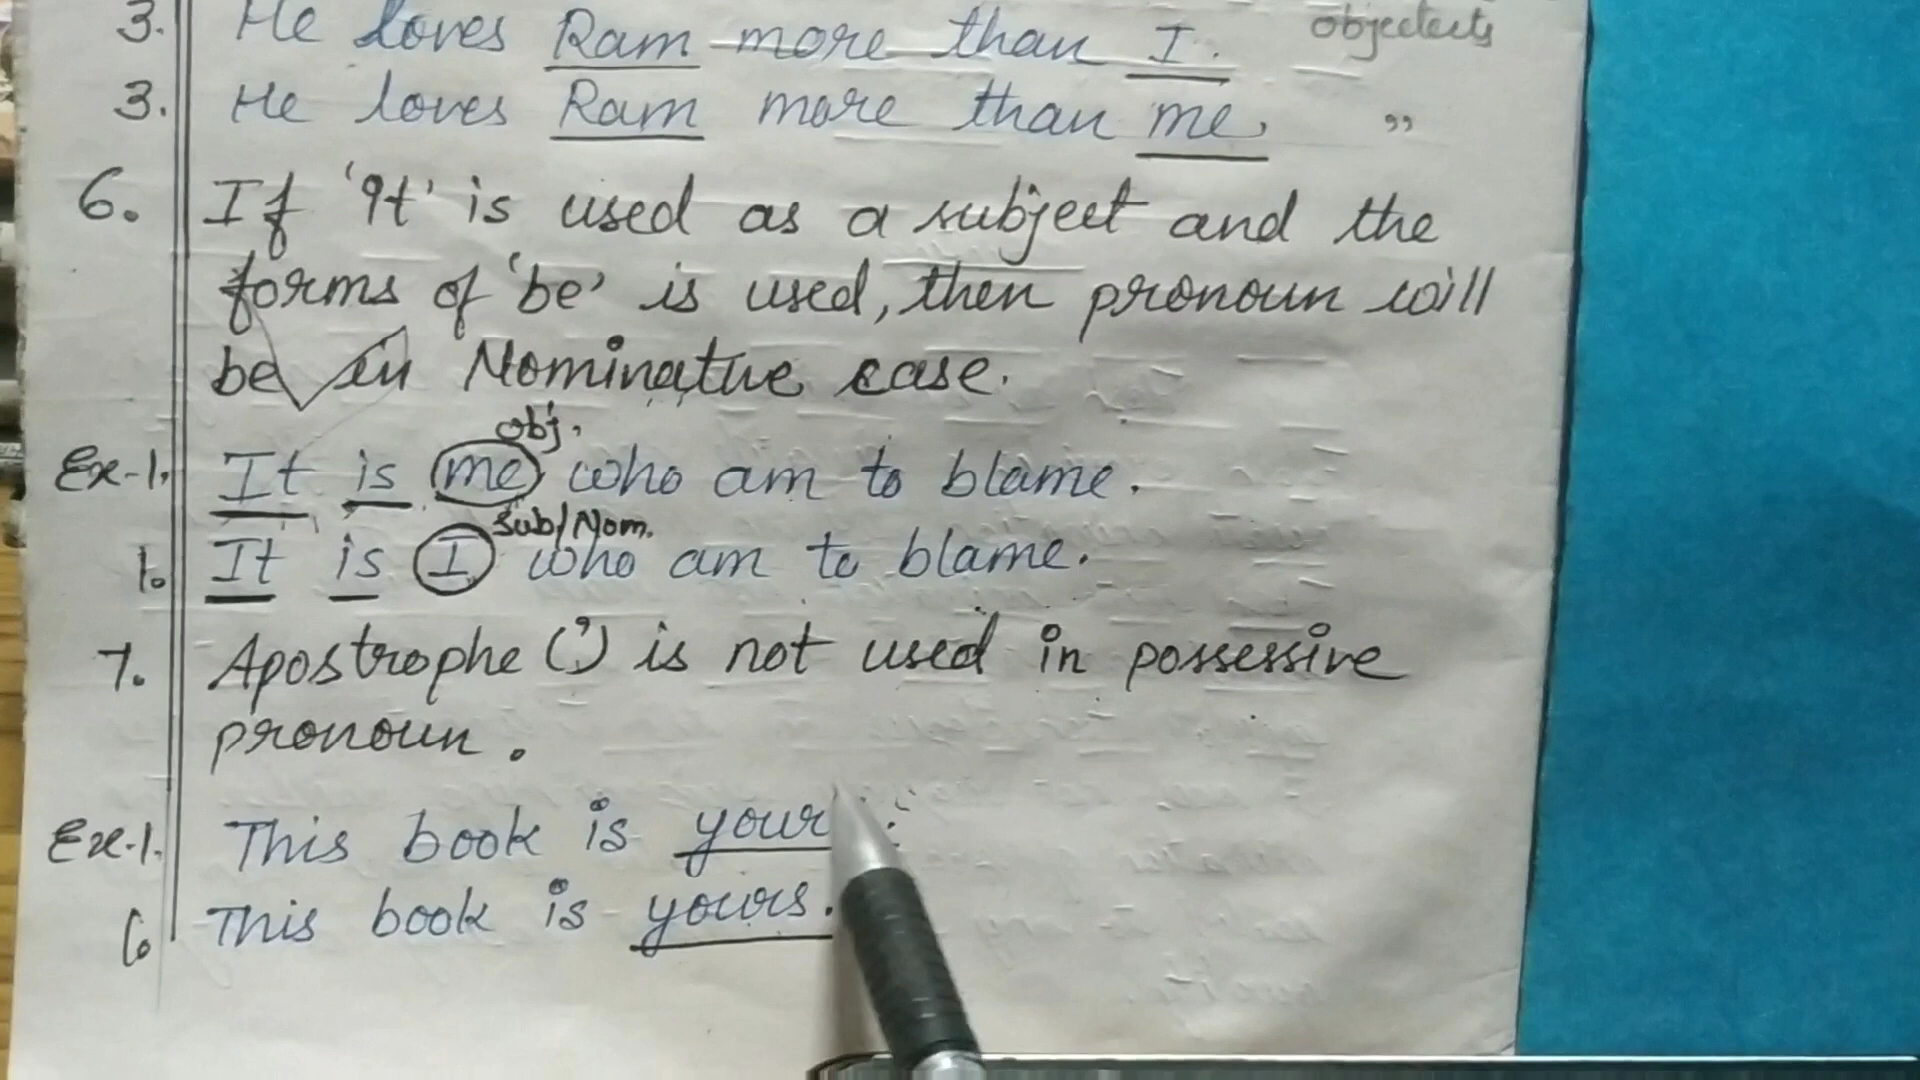 3. He loves Ram more than I. objectects
3. He loves Ram more than me. ,,
6. If 'It' is used as a subject and the
forms of 'be' is used, then pronoun will
be in Nominative case.
obj.
Ex-1. It is me who am to blame.
Sub/Nom.
1. It is I who am to blame.
7. Apostrophe (') is not used in possessive
pronoun.
Ex-1. This book is your
This book is yours.